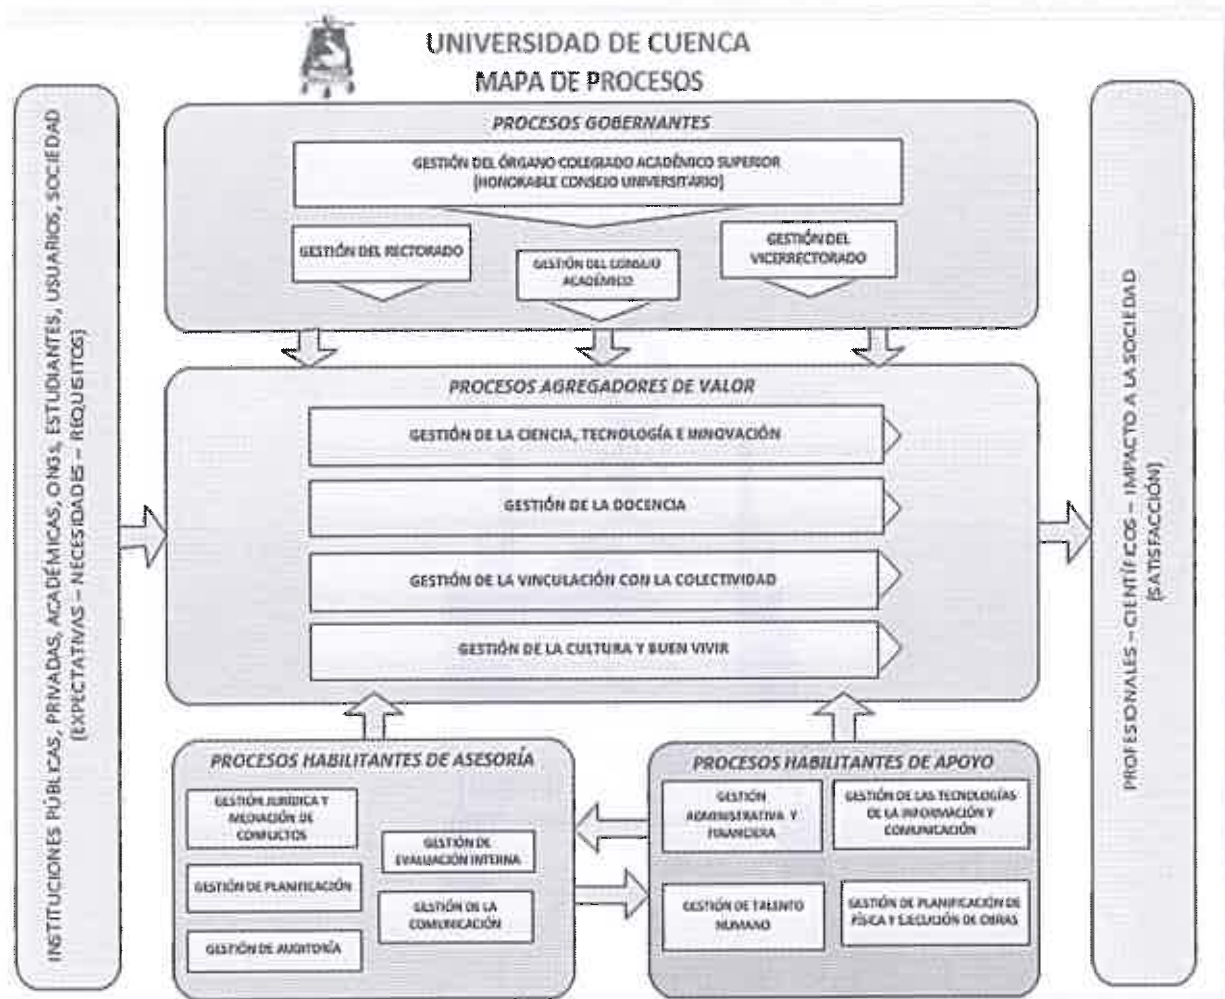 UNIVERSIDAD DE CUENCA
MAPA DE PROCESOS
INSTITUCIONES PÚBLICAS, PRIVADAS, ACADÉMICAS, ONGs, ESTUDIANTES, USUARIOS, SOCIEDAD
(EXPECTATIVAS – NECESIDADES – REQUISITOS)
PROCESOS GOBERNANTES
GESTIÓN DEL ÓRGANO COLEGIADO ACADÉMICO SUPERIOR
(HONORABLE CONSEJO UNIVERSITARIO)
GESTIÓN DEL RECTORADO
GESTIÓN DEL CONSEJO
ACADÉMICO
GESTIÓN DEL
VICERRECTORADO
PROCESOS AGREGADORES DE VALOR
GESTIÓN DE LA CIENCIA, TECNOLOGÍA E INNOVACIÓN
GESTIÓN DE LA DOCENCIA
GESTIÓN DE LA VINCULACIÓN CON LA COLECTIVIDAD
GESTIÓN DE LA CULTURA Y BUEN VIVIR
PROCESOS HABILITANTES DE ASESORÍA
GESTIÓN JURÍDICA Y
MEDIACIÓN DE
CONFLICTOS
GESTIÓN DE PLANIFICACIÓN
GESTIÓN DE AUDITORÍA
GESTIÓN DE
EVALUACIÓN INTERNA
GESTIÓN DE LA
COMUNICACIÓN
PROCESOS HABILITANTES DE APOYO
GESTIÓN
ADMINISTRATIVA Y
FINANCIERA
GESTIÓN DE LAS TECNOLOGÍAS
DE LA INFORMACIÓN Y
COMUNICACIÓN
GESTIÓN DE TALENTO
HUMANO
GESTIÓN DE PLANIFICACIÓN DE
FÍSICA Y EJECUCIÓN DE OBRAS
PROFESIONALES – CIENTÍFICOS – IMPACTO A LA SOCIEDAD
(SATISFACCIÓN)